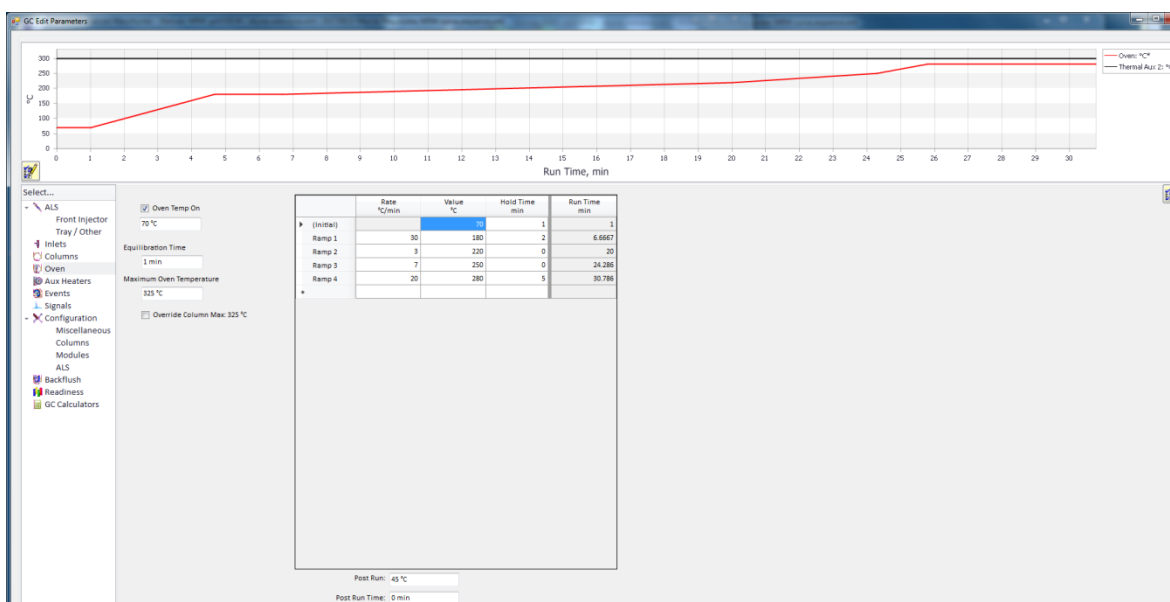 GC Edit Parameters
300
250
200
150
100
50
0
°C
0 1 2 3 4 5 6 7 8 9 10 11 12 13 14 15 16 17 18 19 20 21 22 23 24 25 26 27 28 29 30
Run Time, min
Oven: °C*
Thermal Aux 2: °
Select...
ALS
Front Injector
Tray / Other
Inlets
Columns
Oven
Aux Heaters
Events
Signals
Configuration
Miscellaneous
Columns
Modules
ALS
Backflush
Readiness
GC Calculators
Oven Temp On
70 °C
Equilibration Time
1 min
Maximum Oven Temperature
325 °C
Override Column Max: 325 °C
Rate °C/min Value °C Hold Time min Run Time min
(Initial) 70 1 1
Ramp 1 30 180 2 6.6667
Ramp 2 3 220 0 20
Ramp 3 7 250 0 24.286
Ramp 4 20 280 5 30.786
*
Post Run: 45 °C
Post Run Time: 0 min